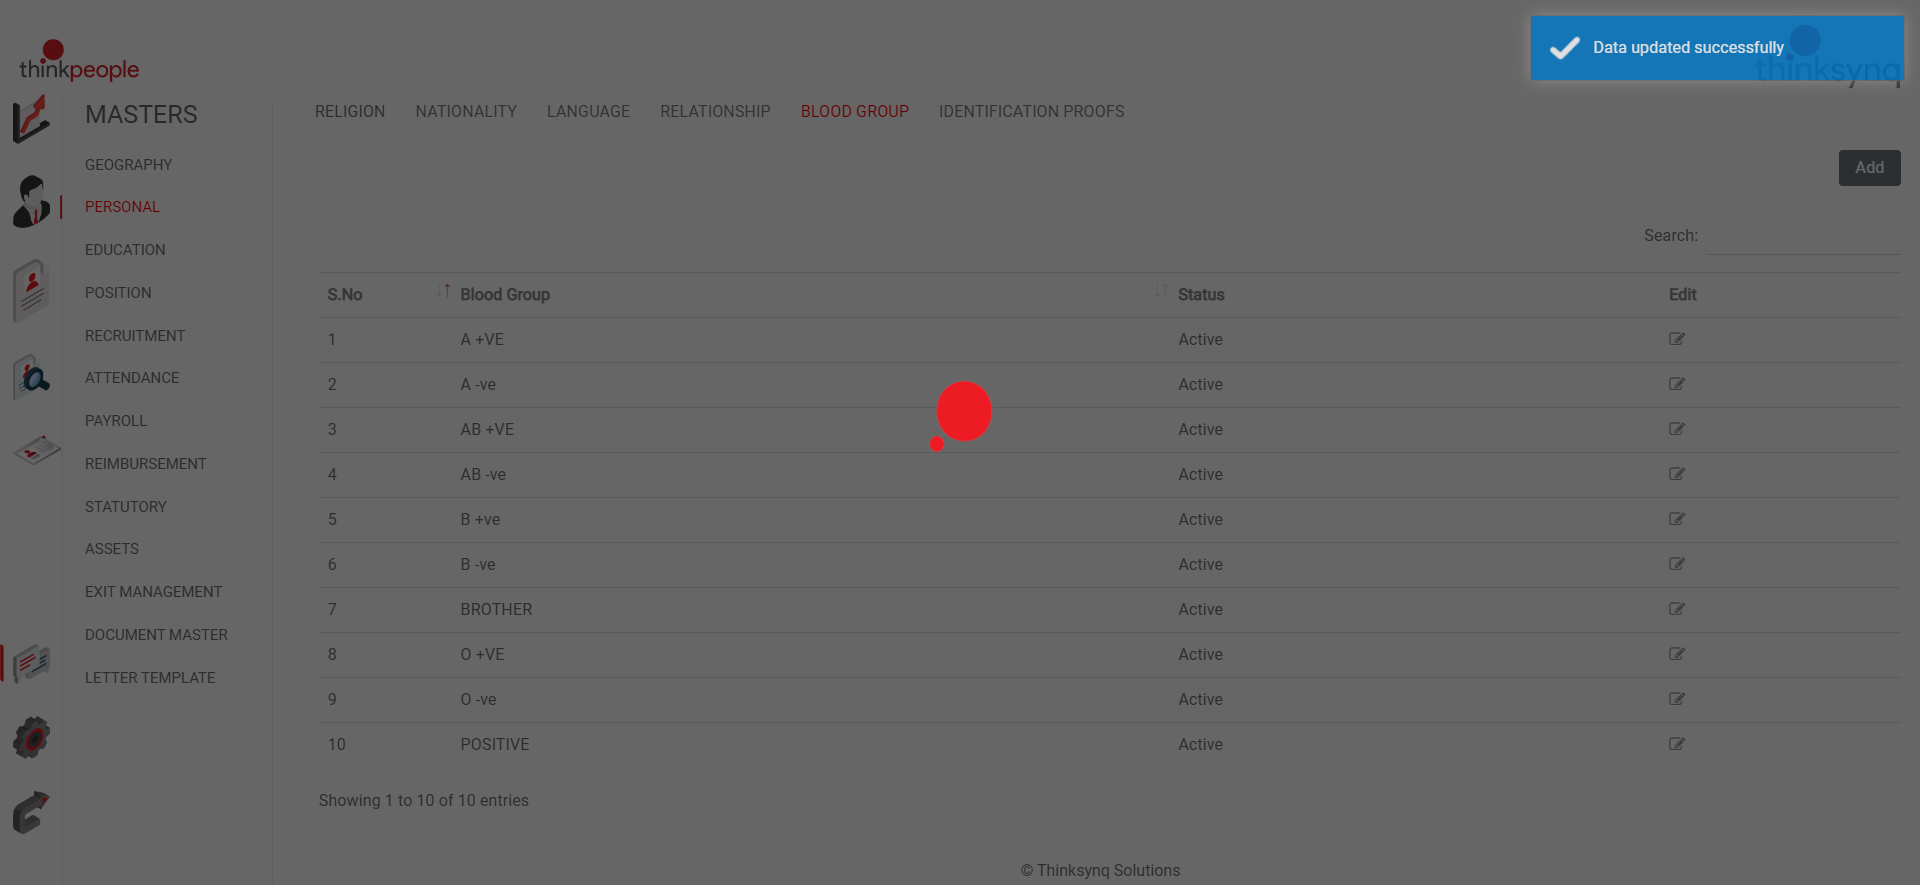 thinkpeople
Data updated successfully
thinksynq
MASTERS
RELIGION NATIONALITY LANGUAGE RELATIONSHIP BLOOD GROUP IDENTIFICATION PROOFS
GEOGRAPHY
PERSONAL
EDUCATION
POSITION
RECRUITMENT
ATTENDANCE
PAYROLL
REIMBURSEMENT
STATUTORY
ASSETS
EXIT MANAGEMENT
DOCUMENT MASTER
LETTER TEMPLATE
Add
Search:
S.No Blood Group Status Edit
1 A +VE Active
2 A -ve Active
3 AB +VE Active
4 AB -ve Active
5 B +ve Active
6 B -ve Active
7 BROTHER Active
8 O +VE Active
9 O -ve Active
10 POSITIVE Active
Showing 1 to 10 of 10 entries
© Thinksynq Solutions